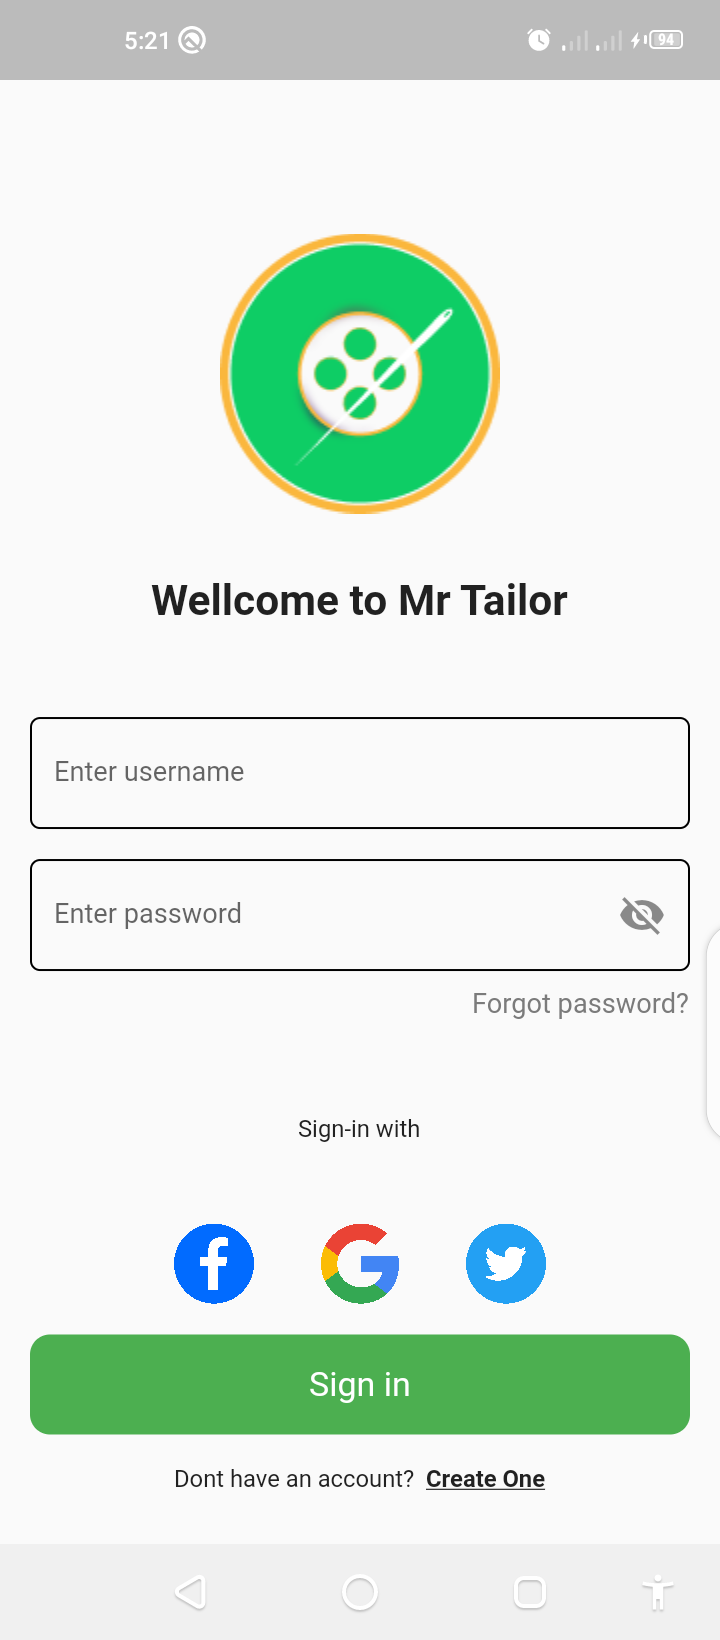 5:21
94
Wellcome to Mr Tailor
Enter username
Enter password
Forgot password?
Sign-in with
Sign in
Dont have an account? Create One